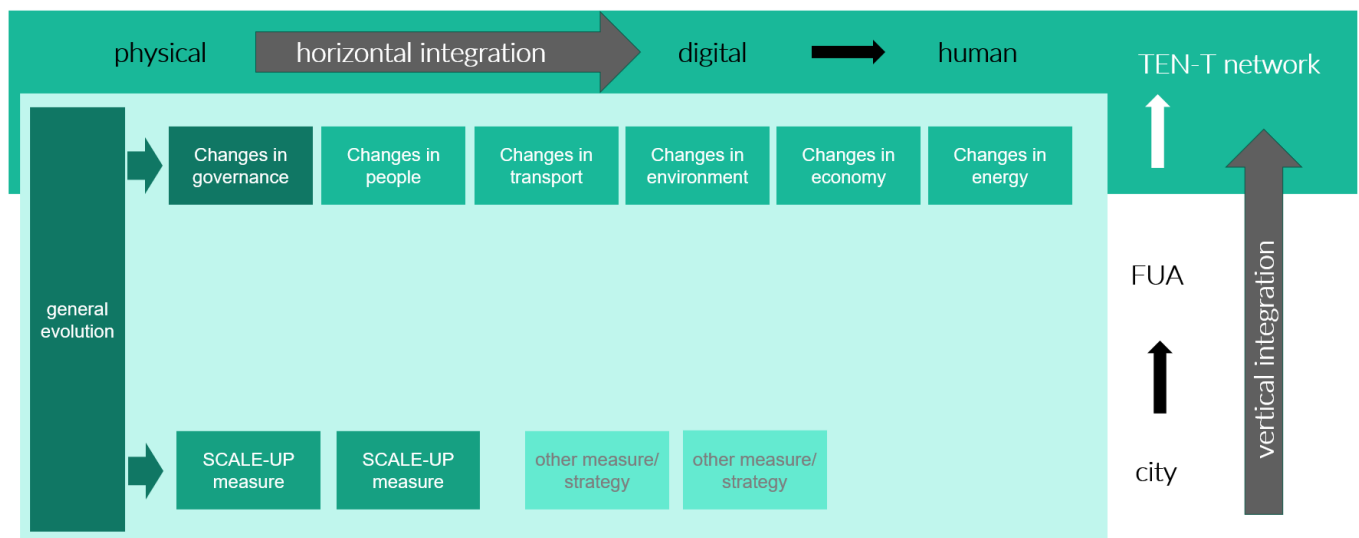 physical horizontal integration digital human
TEN-T network
Changes in
governance
Changes in
people
Changes in
transport
Changes in
environment
Changes in
economy
Changes in
energy
general
evolution
FUA
vertical integration
SCALE-UP
measure
SCALE-UP
measure
other measure/
strategy
other measure/
strategy
city